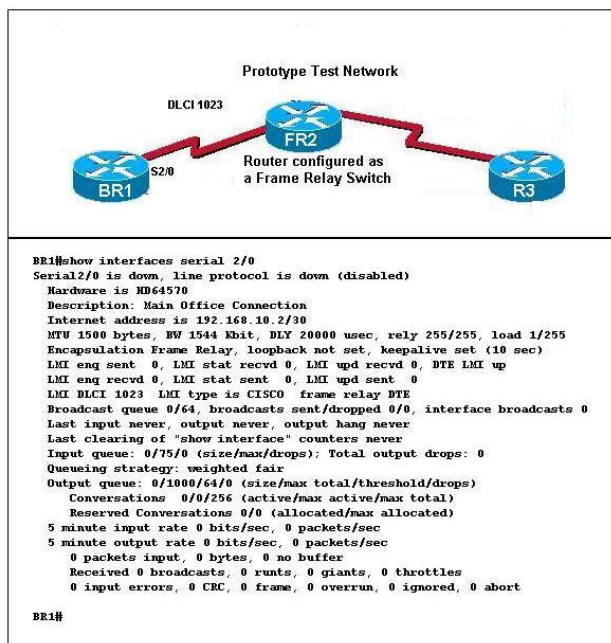 Prototype Test Network
DLCI 1023
FR2
BR1
S2/0
Router configured as
a Frame Relay Switch
R3
BR1#show interfaces serial 2/0
Serial2/0 is down, line protocol is down (disabled)
Hardware is HD64570
Description: Main Office Connection
Internet address is 192.168.10.2/30
MTU 1500 bytes, BW 1544 Kbit, DLY 20000 usec, rely 255/255, load 1/255
Encapsulation Frame Relay, loopback not set, keepalive set (10 sec)
LMI enq sent 0, LMI stat recvd 0, LMI upd recvd 0, DTE LMI up
LMI enq recvd 0, LMI stat sent 0, LMI upd sent 0
LMI DLCI 1023 LMI type is CISCO frame relay DTE
Broadcast queue 0/64, broadcasts sent/dropped 0/0, interface broadcasts 0
Last input never, output never, output hang never
Last clearing of "show interface" counters never
Input queue: 0/75/0 (size/max/drops); Total output drops: 0
Queueing strategy: weighted fair
Output queue: 0/1000/64/0 (size/max total/threshold/drops)
Conversations 0/0/256 (active/max active/max total)
Reserved Conversations 0/0 (allocated/max allocated)
5 minute input rate 0 bits/sec, 0 packets/sec
5 minute output rate 0 bits/sec, 0 packets/sec
0 packets input, 0 bytes, 0 no buffer
Received 0 broadcasts, 0 runts, 0 giants, 0 throttles
0 input errors, 0 CRC, 0 frame, 0 overrun, 0 ignored, 0 abort
BR1#